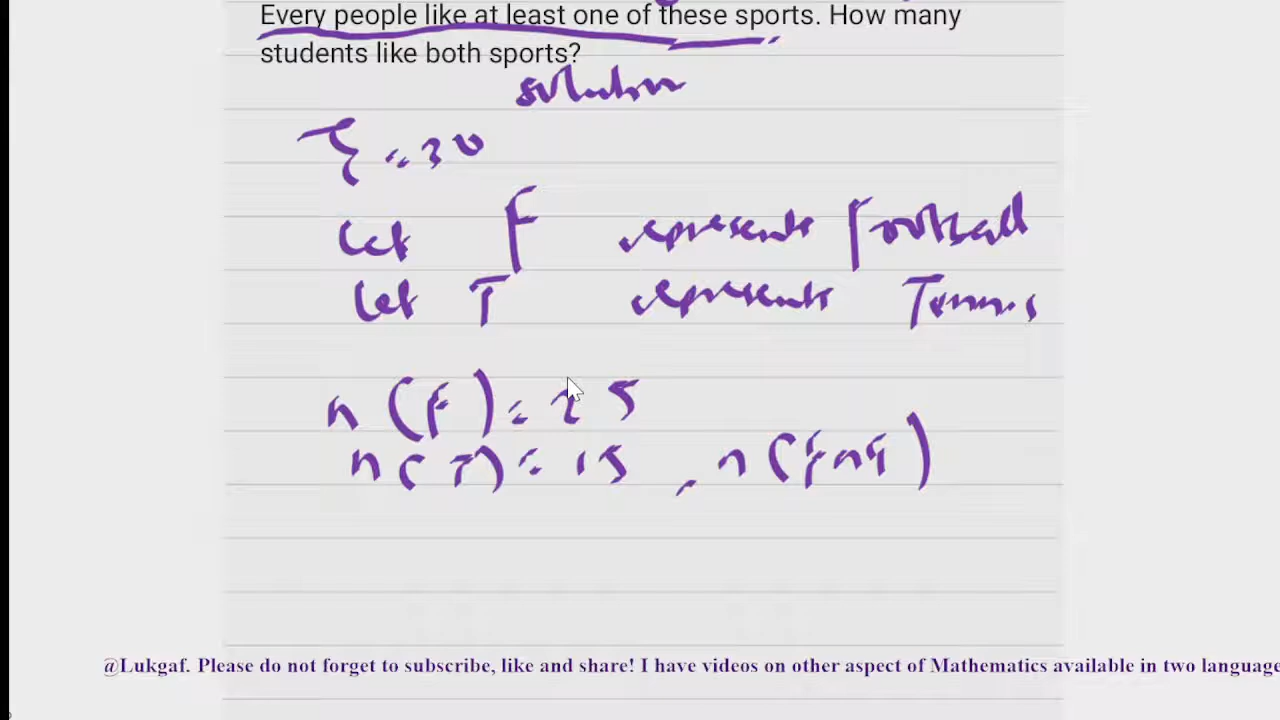 Every people like at least one of these sports. How many
students like both sports?
solution
ξ = 30
let F represents football
let T represents Tennis
n(F) = 25
n(T) = 15, n(F∩T)
@Lukgaf. Please do not forget to subscribe, like and share! I have videos on other aspect of Mathematics available in two language